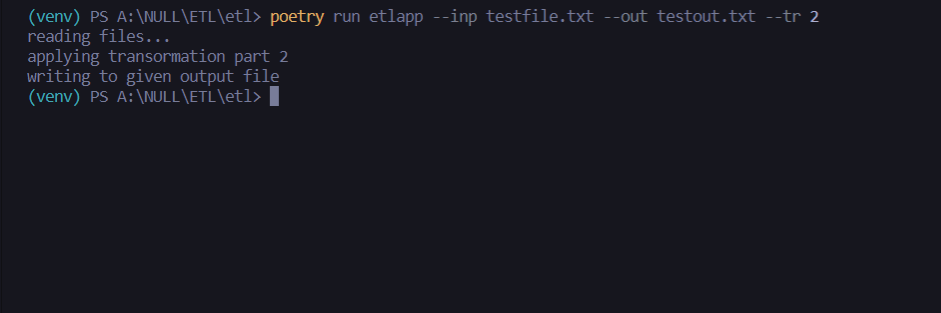 (venv) PS A:\NULL\ETL\etl> poetry run etlapp --inp testfile.txt --out testout.txt --tr 2
reading files...
applying transormation part 2
writing to given output file
(venv) PS A:\NULL\ETL\etl>